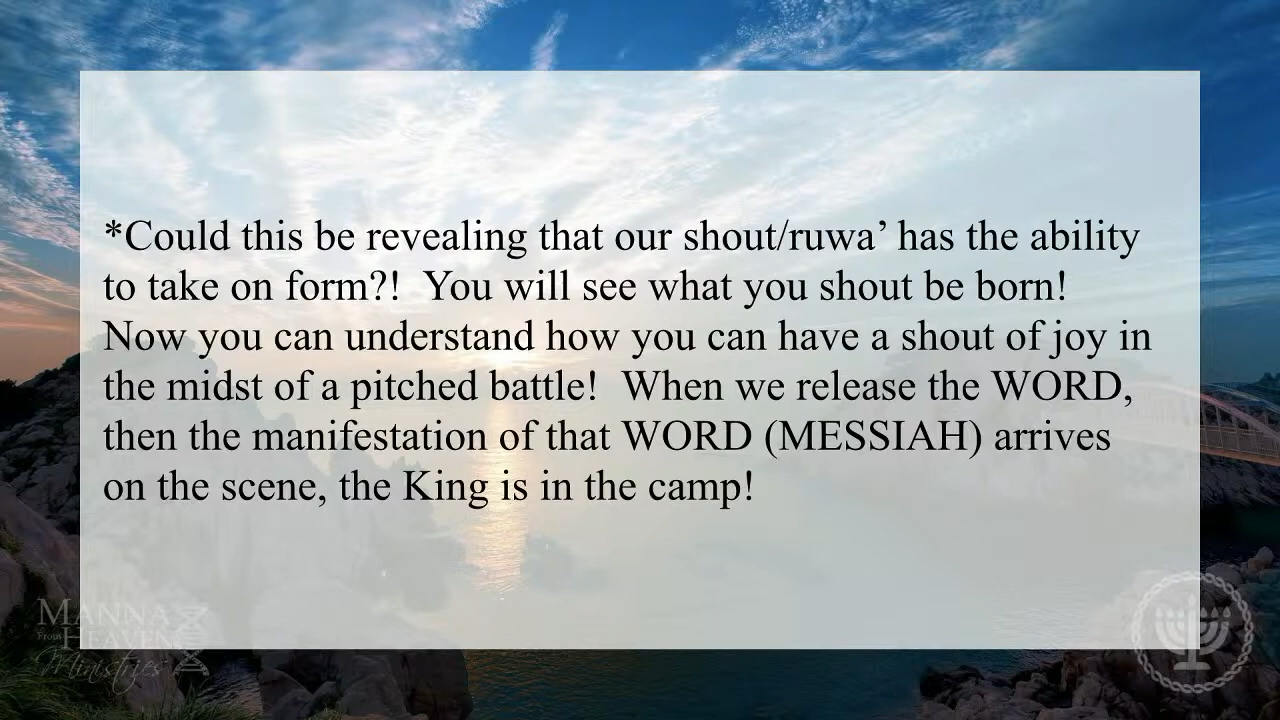 *Could this be revealing that our shout/ruwa’ has the ability
to take on form?!  You will see what you shout be born!
Now you can understand how you can have a shout of joy in
the midst of a pitched battle!  When we release the WORD,
then the manifestation of that WORD (MESSIAH) arrives
on the scene, the King is in the camp!
MANNA
From HEAVEN
Ministries